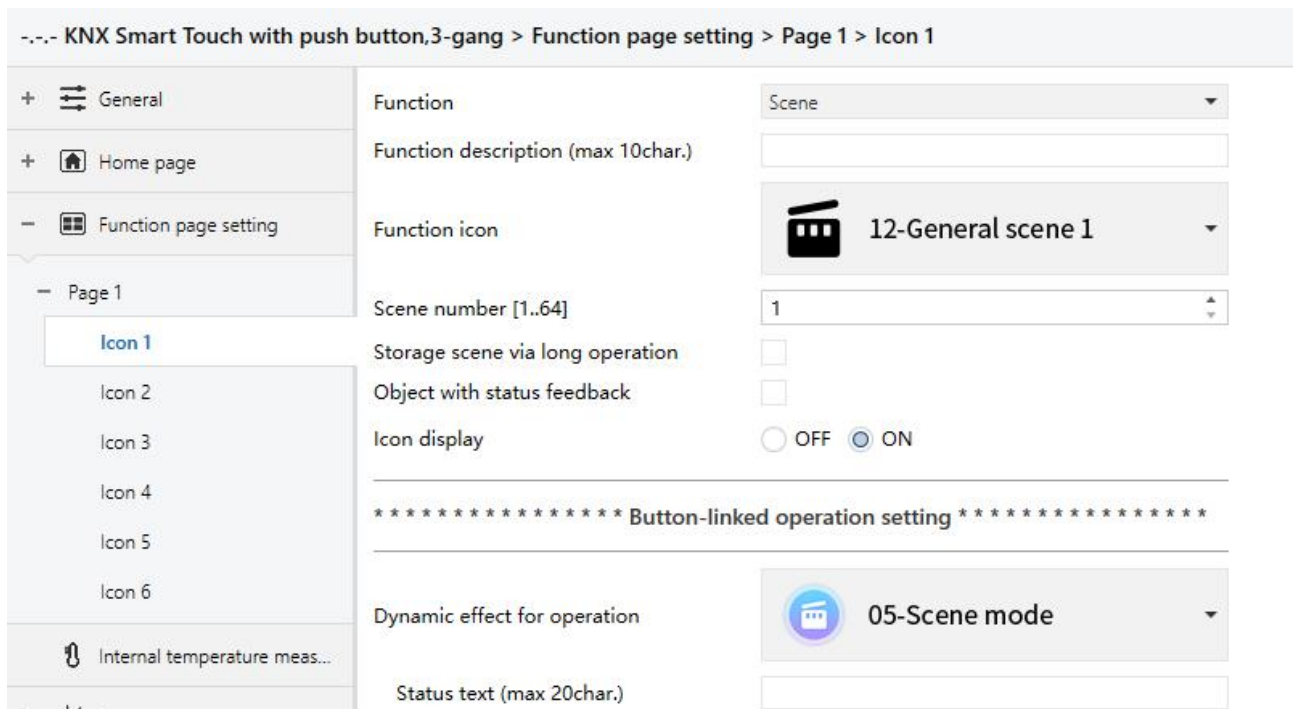 -.-.- KNX Smart Touch with push button,3-gang > Function page setting > Page 1 > Icon 1
+ General
+ Home page
− Function page setting
− Page 1
Icon 1
Icon 2
Icon 3
Icon 4
Icon 5
Icon 6
Internal temperature meas...
Function
Scene
Function description (max 10char.)
Function icon
12-General scene 1
Scene number [1..64]
1
Storage scene via long operation
Object with status feedback
Icon display
OFF ON
* * * * * * * * * * * * * * * * Button-linked operation setting * * * * * * * * * * * * * * * *
Dynamic effect for operation
05-Scene mode
Status text (max 20char.)